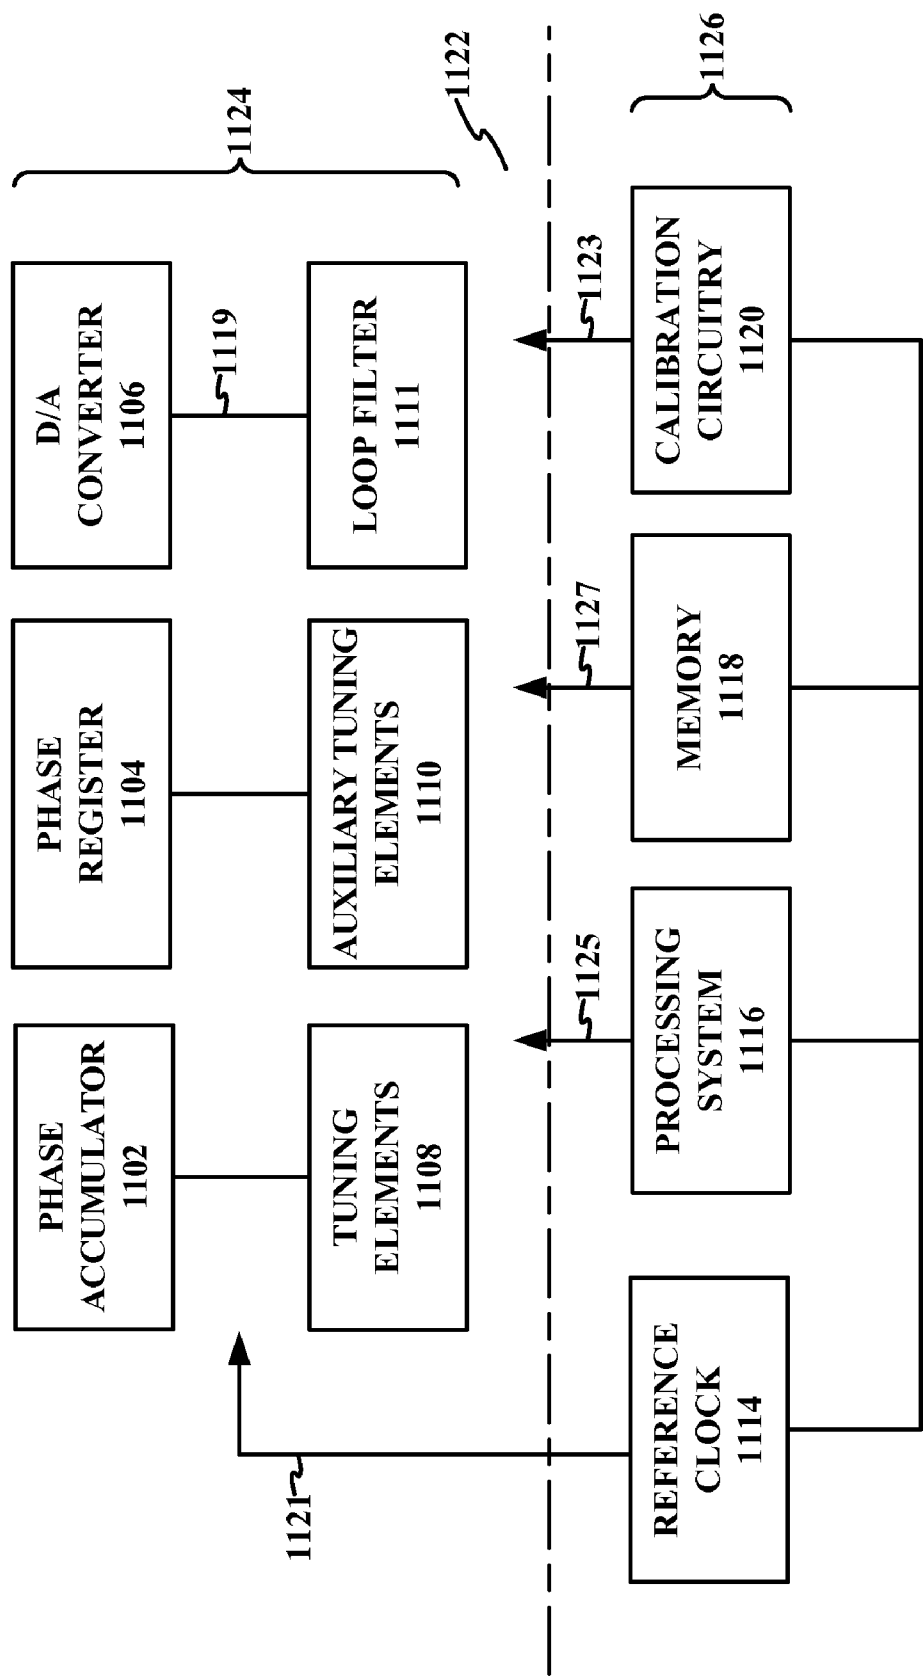 PHASE
ACCUMULATOR
1102
PHASE
REGISTER
1104
D/A
CONVERTER
1106
1124
1119
1121
TUNING
ELEMENTS
1108
AUXILIARY TUNING
ELEMENTS
1110
LOOP FILTER
1111
1122
1125
1127
1123
REFERENCE
CLOCK
1114
PROCESSING
SYSTEM
1116
MEMORY
1118
CALIBRATION
CIRCUITRY
1120
1126